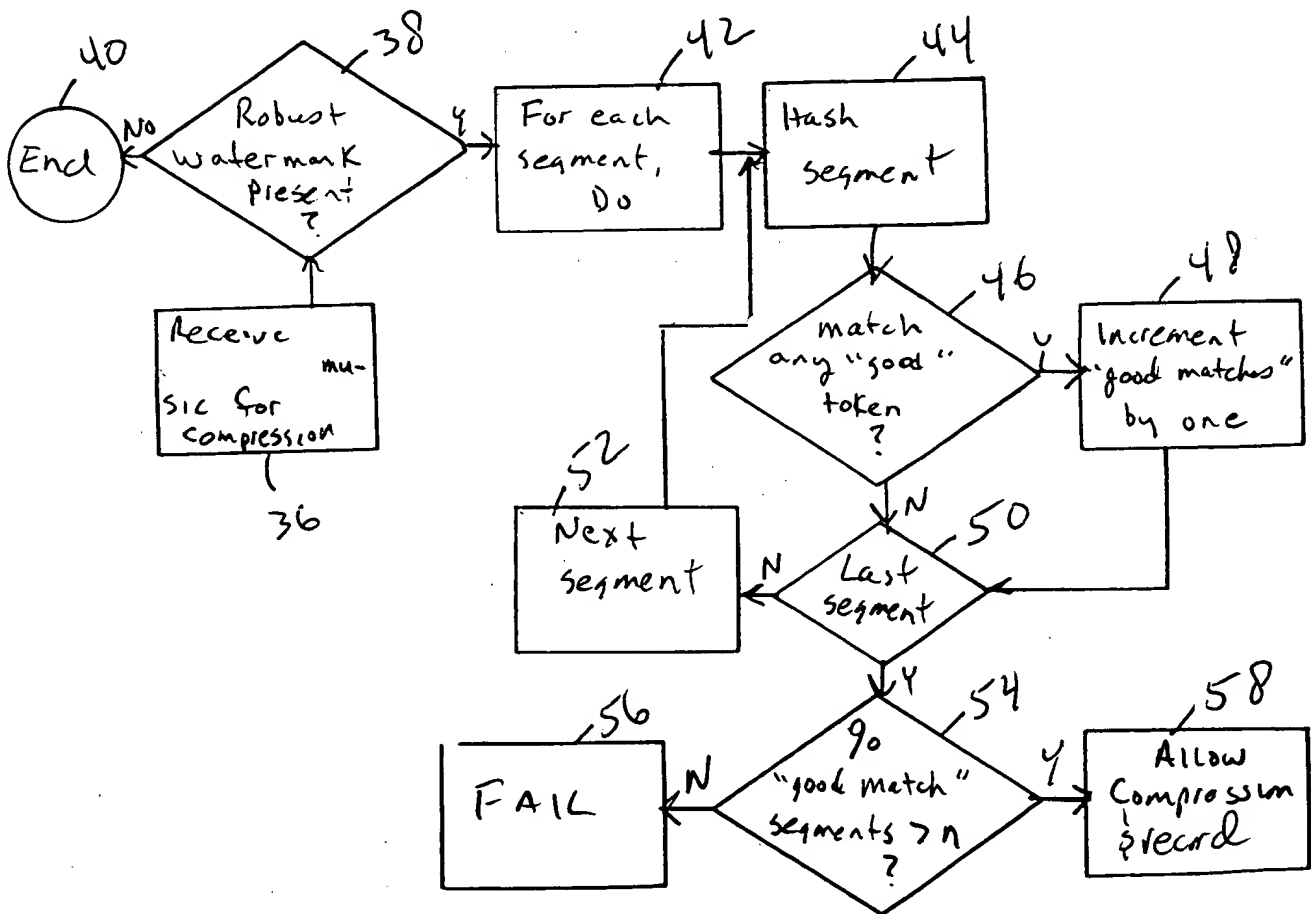 40
End
No
38
Robust
watermark
present
?
Y
42
For each
segment,
Do
44
Hash
segment
Receive
mu-
sic for
compression
36
46
match
any "good"
token
?
Y
48
Increment
"good matches"
by one
N
52
Next
segment
N
50
Last
segment
Y
56
FAIL
N
54
%
"good match"
segments > n
?
Y
58
Allow
Compression
& record